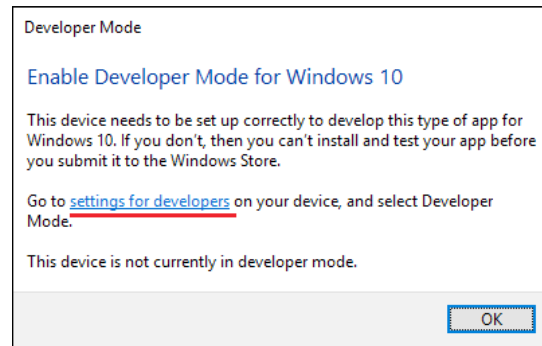 Developer Mode
Enable Developer Mode for Windows 10
This device needs to be set up correctly to develop this type of app for
Windows 10. If you don't, then you can't install and test your app before
you submit it to the Windows Store.
Go to settings for developers on your device, and select Developer
Mode.
This device is not currently in developer mode.
OK